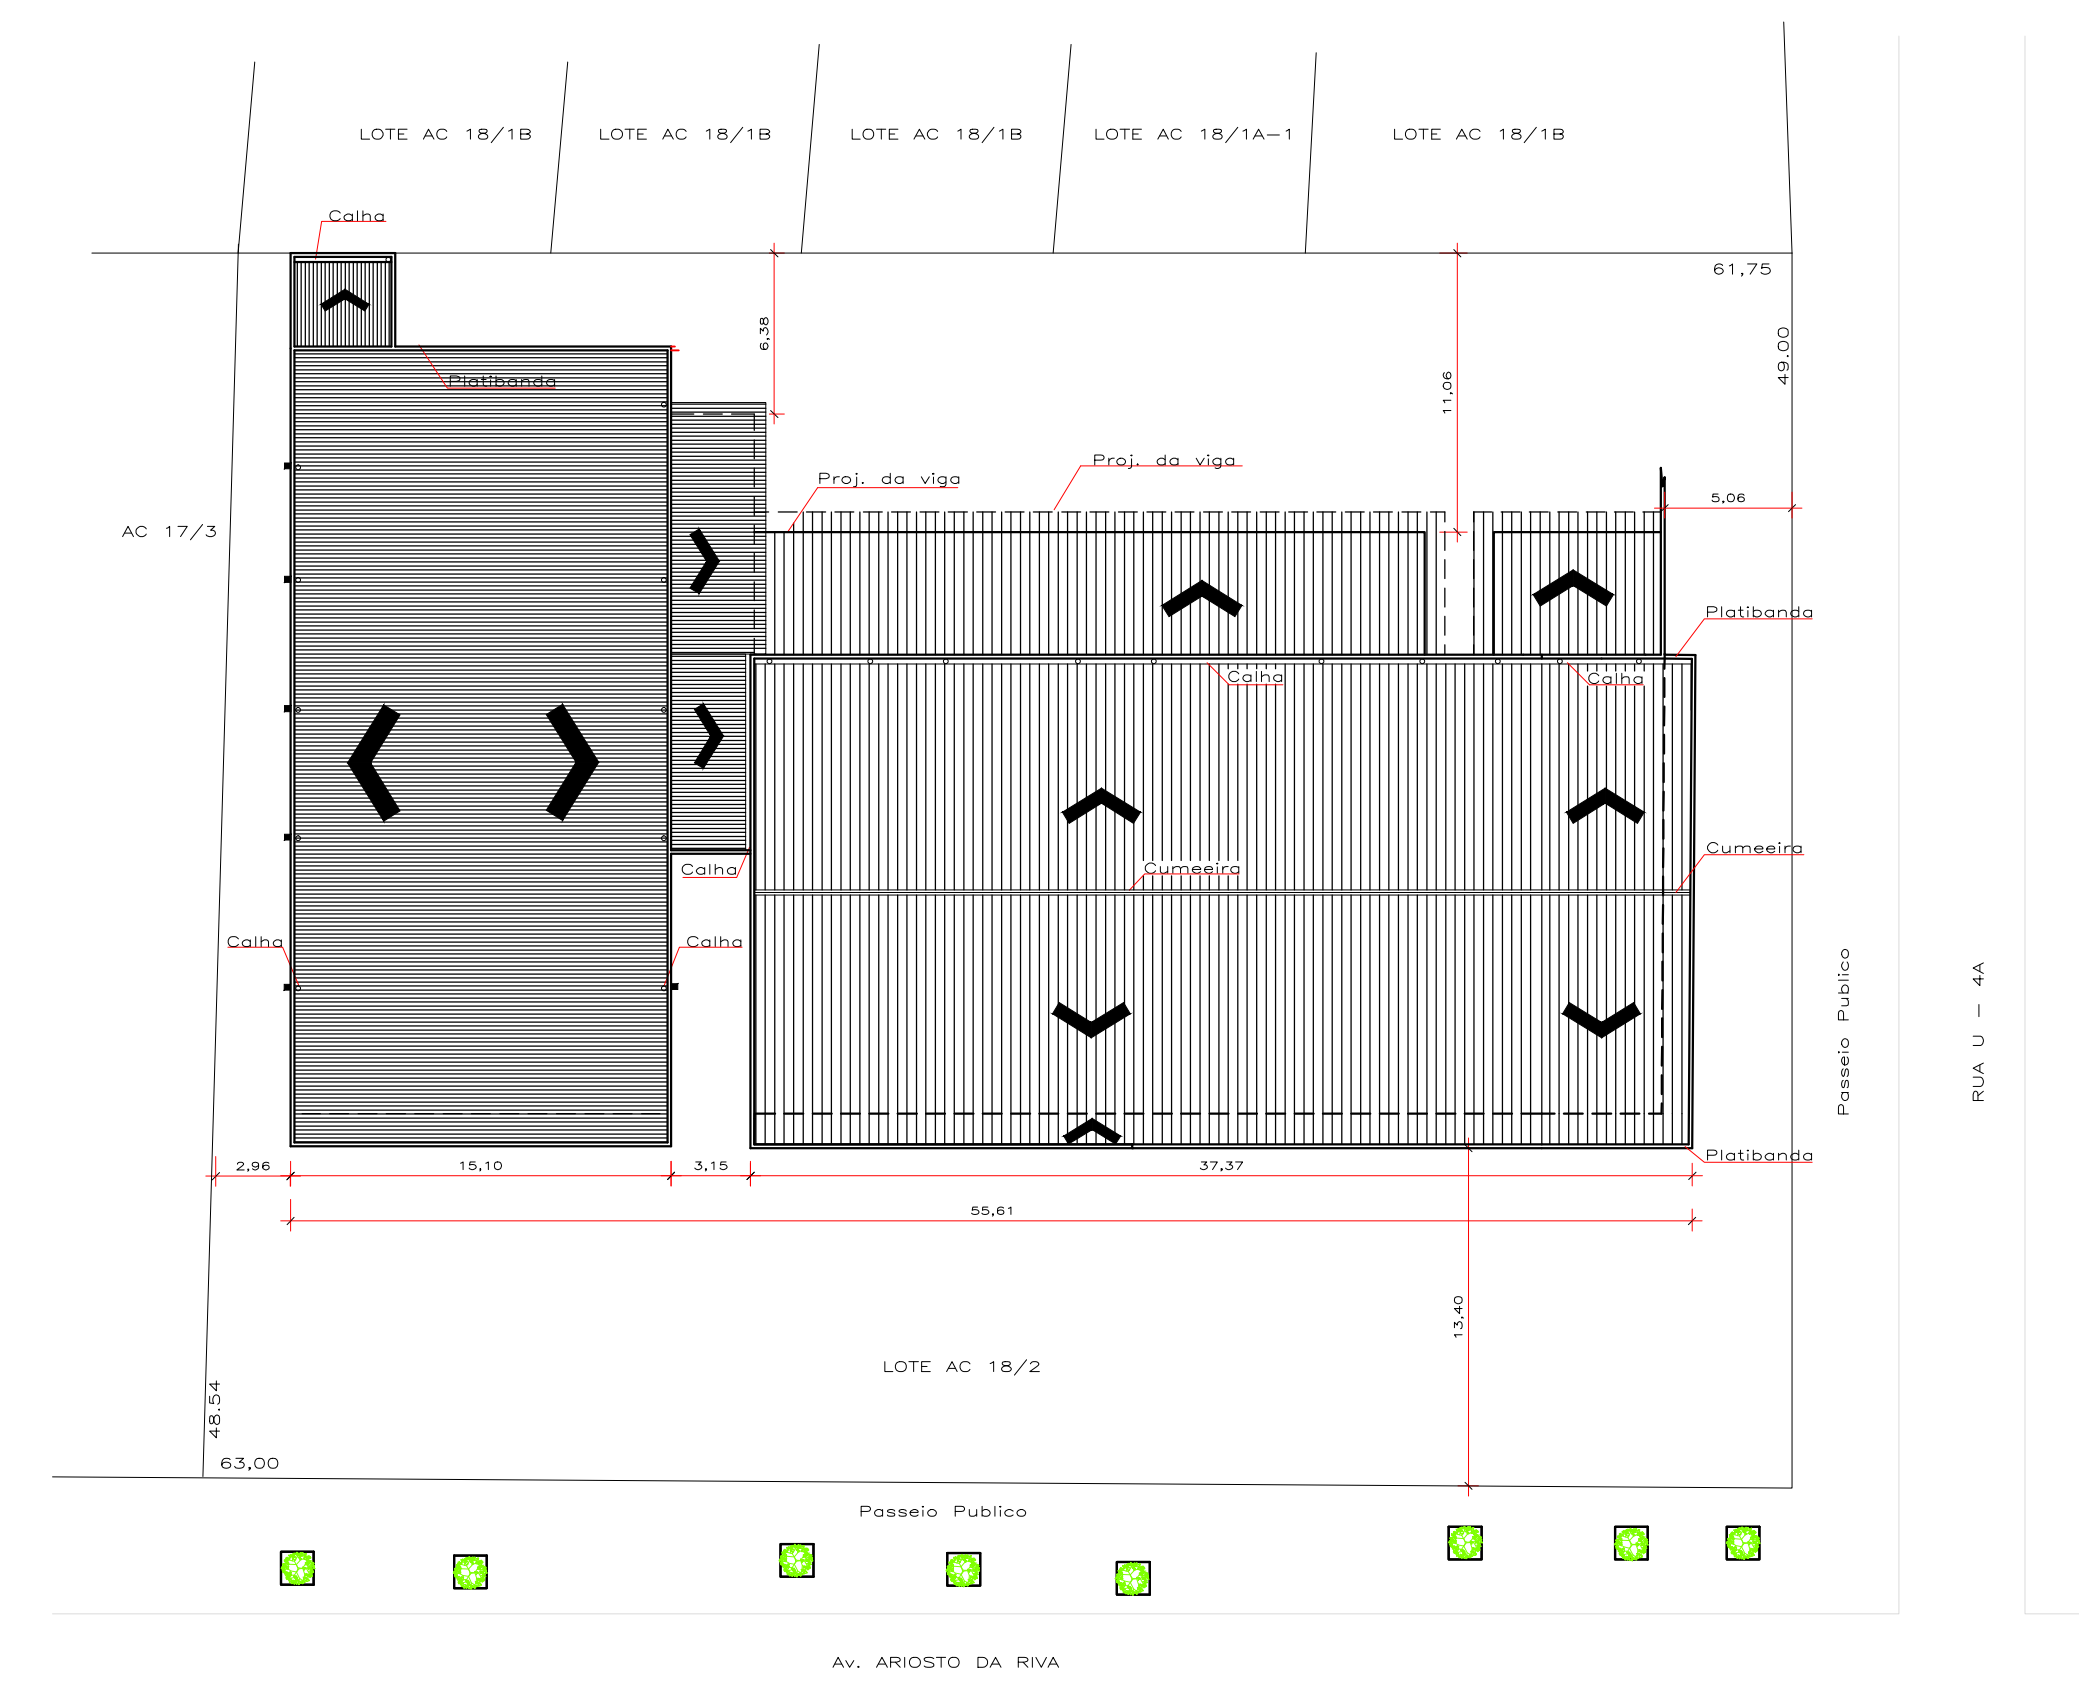 LOTE AC 18/1B
LOTE AC 18/1B
LOTE AC 18/1B
LOTE AC 18/1A-1
LOTE AC 18/1B
Calha
61,75
6,38
49.00
11,06
Platibanda
Proj. da viga
Proj. da viga
5,06
AC 17/3
Platibanda
Calha
Calha
Cumeeira
Calha
Cumeeira
Calha
Calha
Passeio Publico
RUA U - 4A
Platibanda
2,96
15,10
3,15
37,37
55,61
13,40
LOTE AC 18/2
48.54
63,00
Passeio Publico
Av. ARIOSTO DA RIVA